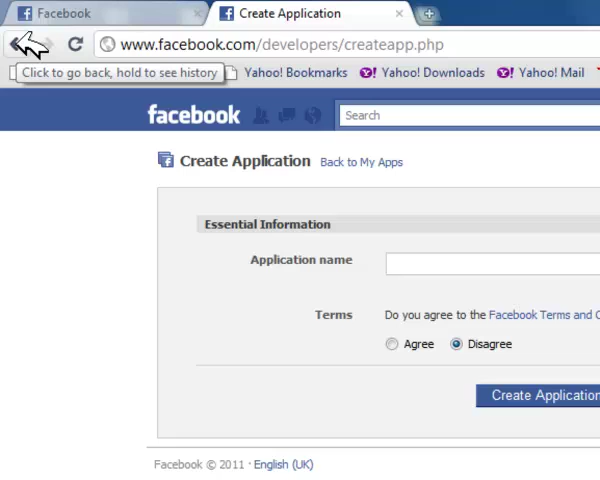 Facebook
Create Application
www.facebook.com/developers/createapp.php
Click to go back, hold to see history
Yahoo! Bookmarks
Yahoo! Downloads
Yahoo! Mail
facebook
Search
Create Application
Back to My Apps
Essential Information
Application name
Terms
Do you agree to the Facebook Terms and
Agree
Disagree
Create Application
Facebook © 2011 · English (UK)